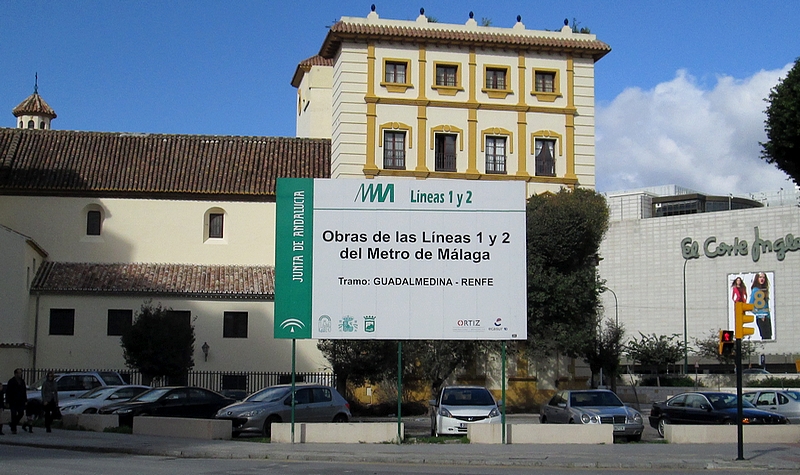 JUNTA DE ANDALUCIA
Líneas 1 y 2
Obras de las Líneas 1 y 2
del Metro de Málaga
Tramo: GUADALMEDINA - RENFE
ORTIZ
El Corte Inglés